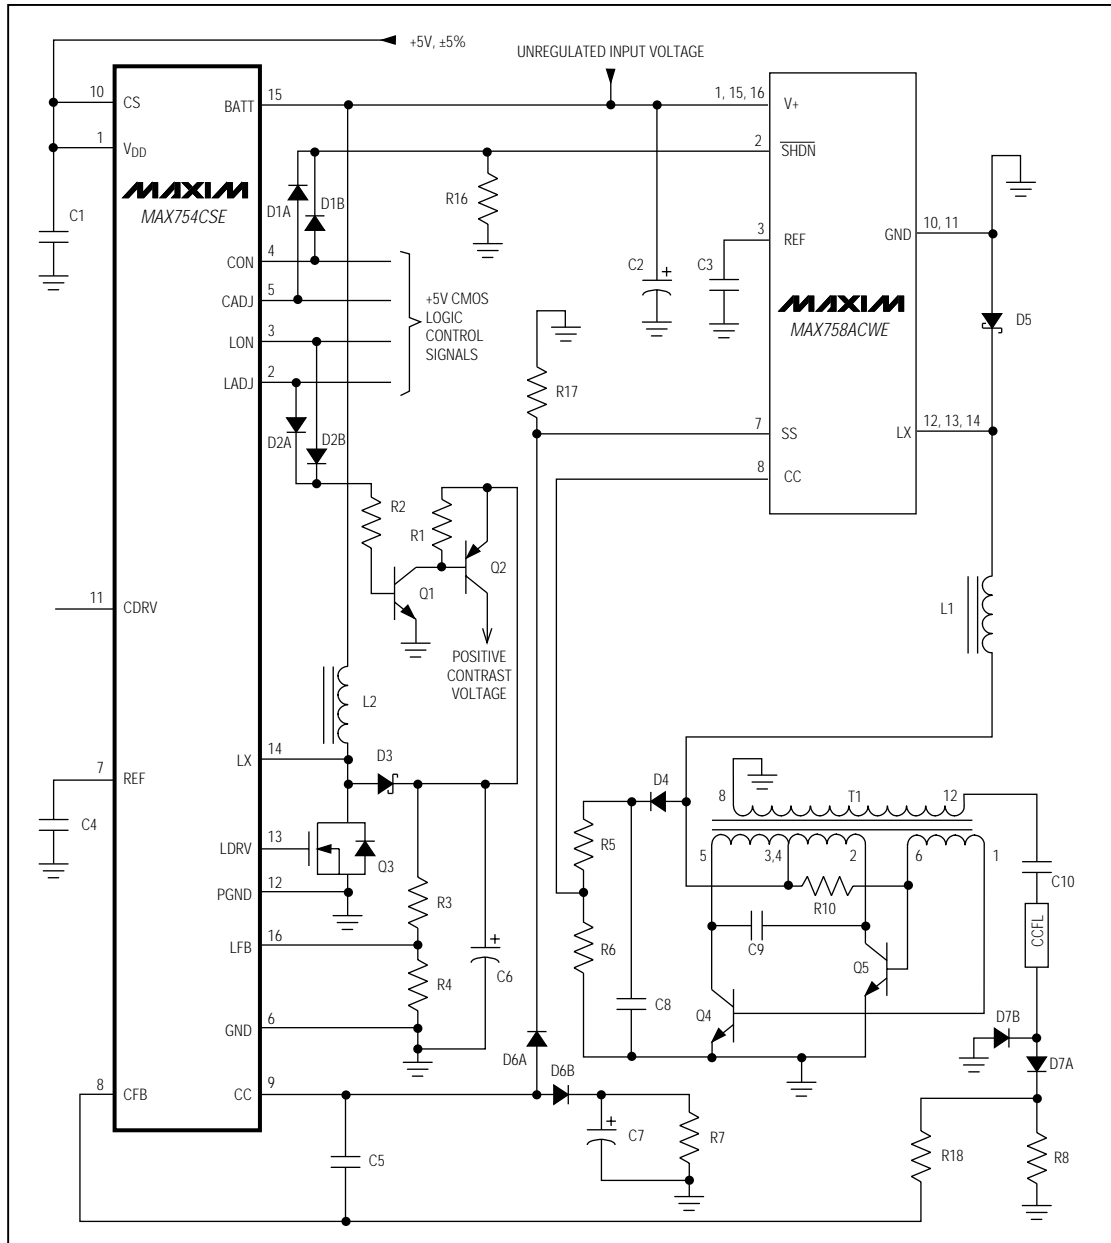 +5V, ±5%
UNREGULATED INPUT VOLTAGE
10
CS
BATT
15
1, 15, 16
V+
1
VDD
2
SHDN
MAXIM
MAX754CSE
C1
D1A
D1B
R16
C2
+
C3
3
REF
GND
10, 11
CON
4
CADJ
5
LON
3
LADJ
2
+5V CMOS
LOGIC
CONTROL
SIGNALS
MAXIM
MAX758ACWE
D5
R17
D2A
D2B
7
SS
LX
12, 13, 14
8
CC
R2
R1
Q1
Q2
11
CDRV
L1
POSITIVE
CONTRAST
VOLTAGE
L2
LX
14
D3
7
REF
C4
D4
8
T1
12
LDRV
13
Q3
R5
5
3,4
2
6
1
PGND
12
R3
R10
C10
LFB
16
+
C6
R6
C9
Q5
CCFL
R4
C8
Q4
GND
6
D7B
D6A
D6B
D7A
8
CFB
CC
9
+
C7
R7
C5
R18
R8